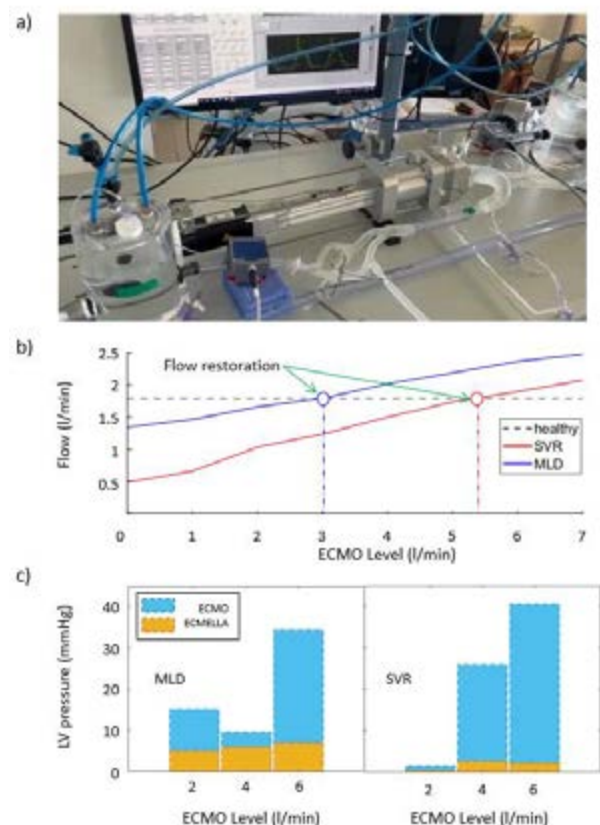 a)
b)
2.5
2
1.5
1
0.5
Flow (l/min)
Flow restoration
healthy
SVR
MLD
0 1 2 3 4 5 6 7
ECMO Level (l/min)
c)
40
30
20
10
0
LV pressure (mmHg)
ECMO
ECMELLA
MLD
SVR
2 4 6
2 4 6
ECMO Level (l/min)
ECMO Level (l/min)